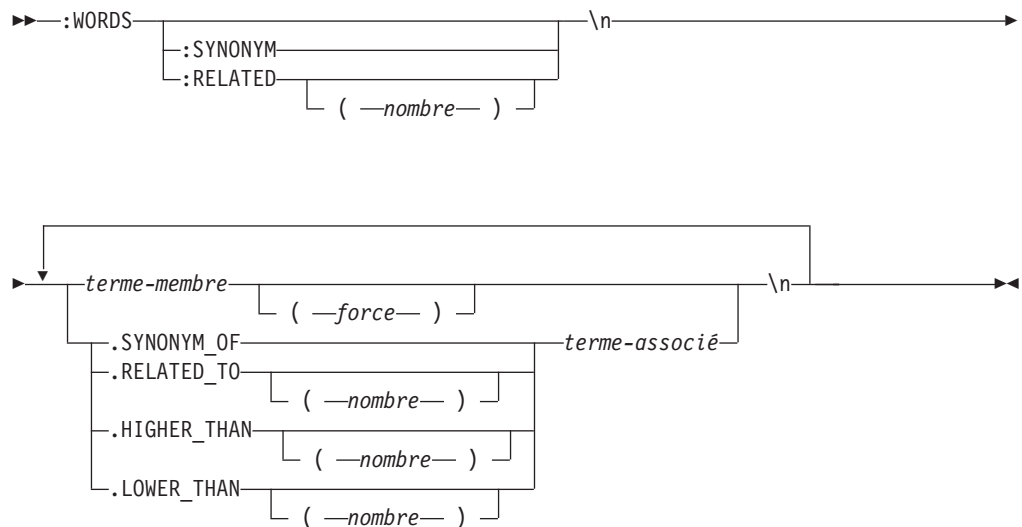 :WORDS \n
:SYNONYM
:RELATED
( nombre )
terme-membre \n
( force )
.SYNONYM_OF terme-associé
.RELATED_TO
( nombre )
.HIGHER_THAN
( nombre )
.LOWER_THAN
( nombre )